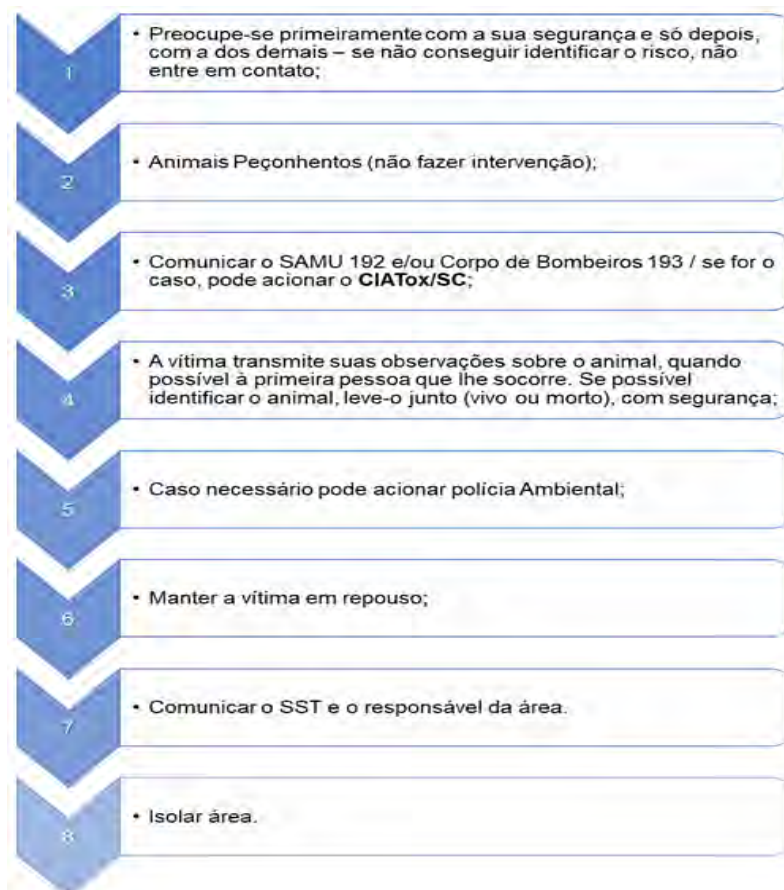 1
• Preocupe-se primeiramente com a sua segurança e só depois,
com a dos demais – se não conseguir identificar o risco, não
entre em contato;
2
• Animais Peçonhentos (não fazer intervenção);
3
• Comunicar o SAMU 192 e/ou Corpo de Bombeiros 193 / se for o
caso, pode acionar o CIATox/SC;
4
• A vítima transmite suas observações sobre o animal, quando
possível à primeira pessoa que lhe socorre. Se possível
identificar o animal, leve-o junto (vivo ou morto), com segurança;
5
• Caso necessário pode acionar polícia Ambiental;
6
• Manter a vítima em repouso;
7
• Comunicar o SST e o responsável da área.
8
• Isolar área.